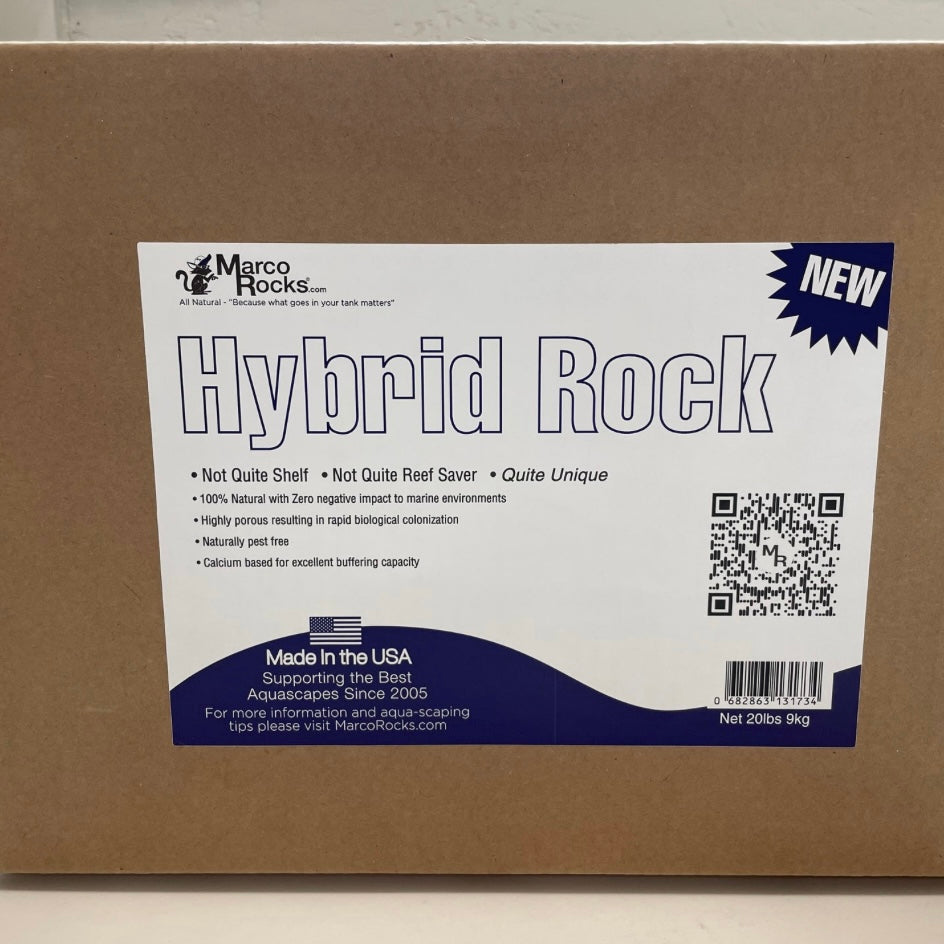 Marco
Rocks®.com
All Natural - "Because what goes in your tank matters"
NEW
Hybrid Rock
• Not Quite Shelf • Not Quite Reef Saver • Quite Unique
• 100% Natural with Zero negative impact to marine environments
• Highly porous resulting in rapid biological colonization
• Naturally pest free
• Calcium based for excellent buffering capacity
MR
Made In the USA
Supporting the Best
Aquascapes Since 2005
For more information and aqua-scaping
tips please visit MarcoRocks.com
0 682863 131734
Net 20lbs 9kg